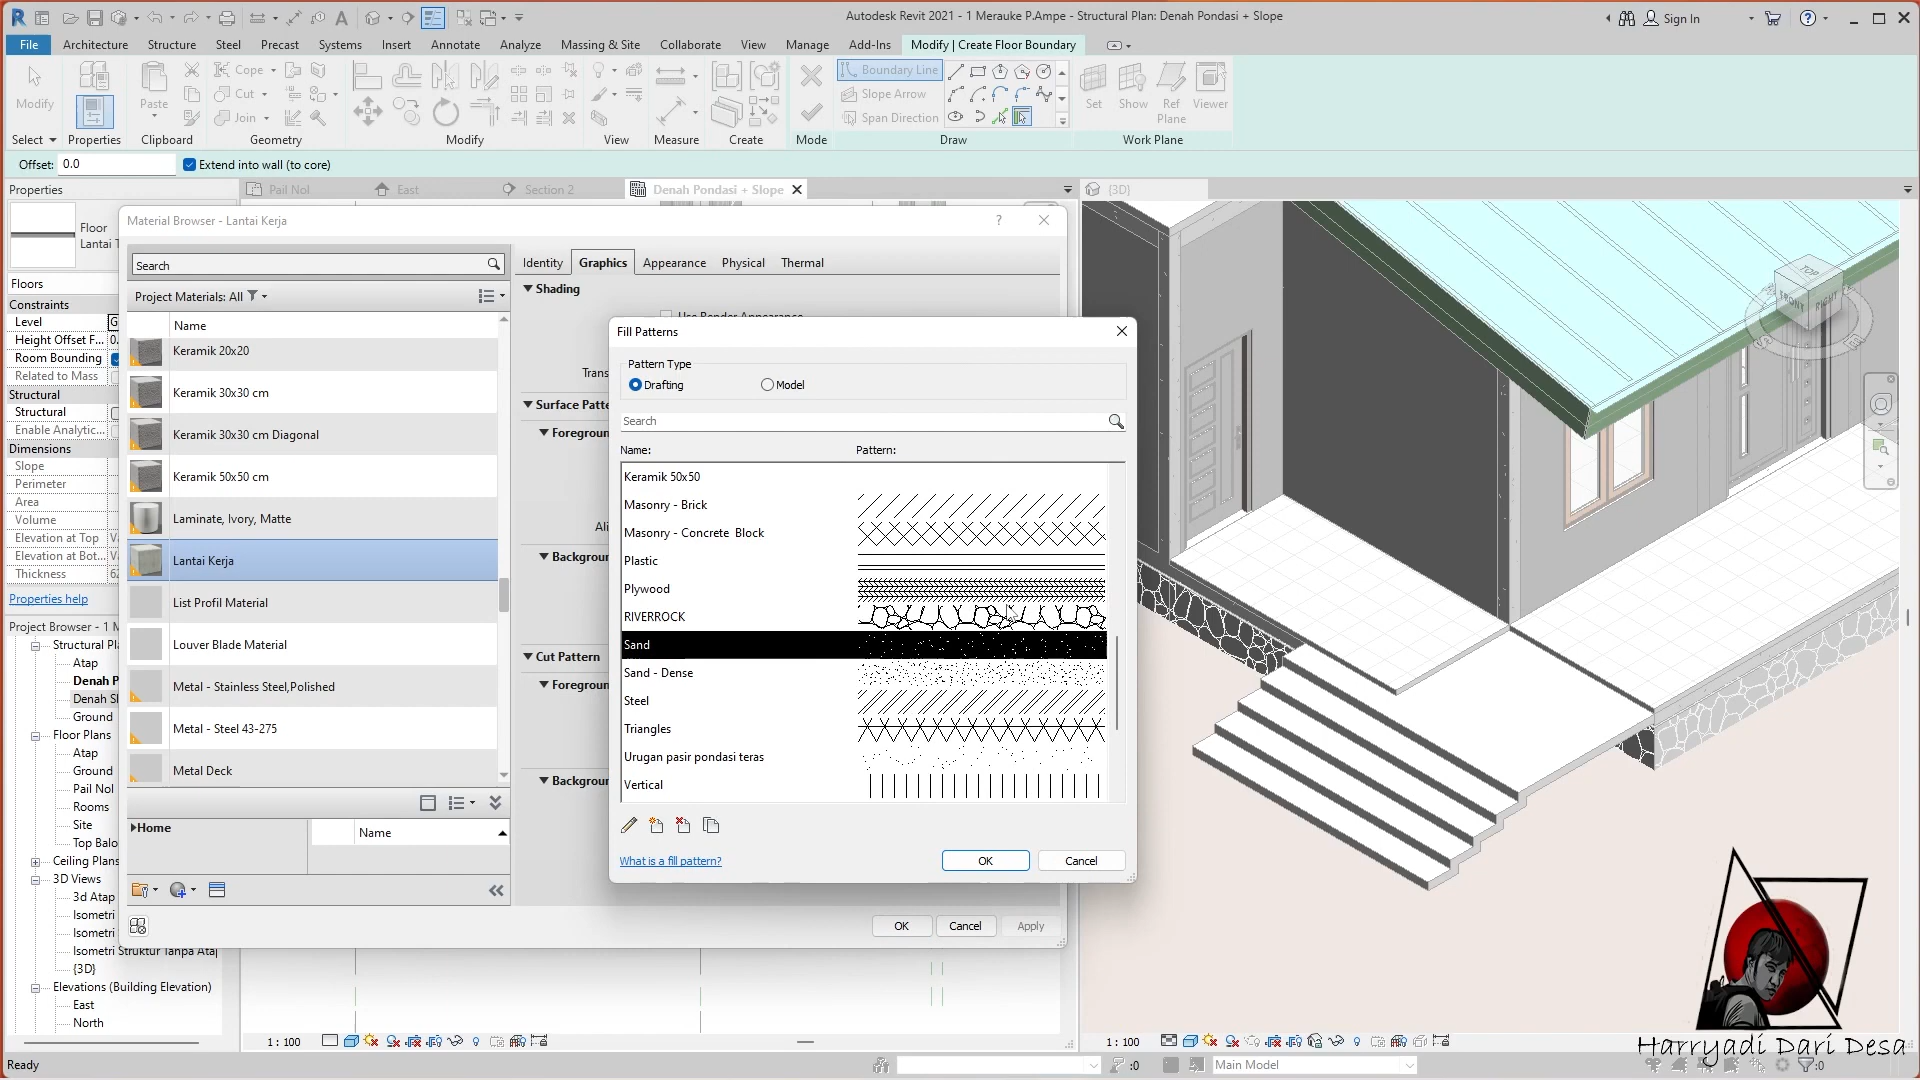 Autodesk Revit 2021 - 1 Merauke P.Ampe - Structural Plan: Denah Pondasi + Slope
Sign In
File Architecture Structure Steel Precast Systems Insert Annotate Analyze Massing & Site Collaborate View Manage Add-Ins Modify | Create Floor Boundary
Modify Paste Cope Cut Join Boundary Line Slope Arrow Span Direction Set Show Ref Plane Viewer
Select Properties Clipboard Geometry Modify View Measure Create Mode Draw Work Plane
Offset: 0.0 Extend into wall (to core)
Properties
Pail Nol East Section 2 Denah Pondasi + Slope {3D}
Floor
Lantai T
Floors
Constraints
Level G
Height Offset F... 0.
Room Bounding
Related to Mass
Structural
Structural
Enable Analytic...
Dimensions
Slope
Perimeter
Area
Volume
Elevation at Top
Elevation at Bot...
Thickness
Properties help
Project Browser - 1 M
Structural Pl
Atap
Denah P
Denah Sl
Ground
Floor Plans
Atap
Ground
Pail Nol
Rooms
Site
Top Balo
Ceiling Plans
3D Views
3d Atap
Isometri
Isometri
Isometri Struktur Tanpa Atap
{3D}
Elevations (Building Elevation)
East
North
Material Browser - Lantai Kerja
Search
Project Materials: All
Name
Keramik 20x20
Keramik 30x30 cm
Keramik 30x30 cm Diagonal
Keramik 50x50 cm
Laminate, Ivory, Matte
Lantai Kerja
List Profil Material
Louver Blade Material
Metal - Stainless Steel,Polished
Metal - Steel 43-275
Metal Deck
Home
Name
Identity Graphics Appearance Physical Thermal
Shading
Use Render Appearance
Trans
Surface Patte
Foregroun
Ali
Backgroun
Cut Pattern
Foregroun
Backgroun
OK Cancel Apply
Fill Patterns
Pattern Type
Drafting Model
Search
Name: Pattern:
Keramik 50x50
Masonry - Brick
Masonry - Concrete Block
Plastic
Plywood
RIVERROCK
Sand
Sand - Dense
Steel
Triangles
Urugan pasir pondasi teras
Vertical
What is a fill pattern?
OK Cancel
TOP
FRONT
RIGHT
S
E
1 : 100
1 : 100
Ready
:0
Main Model
:0
Harryadi Dari Desa